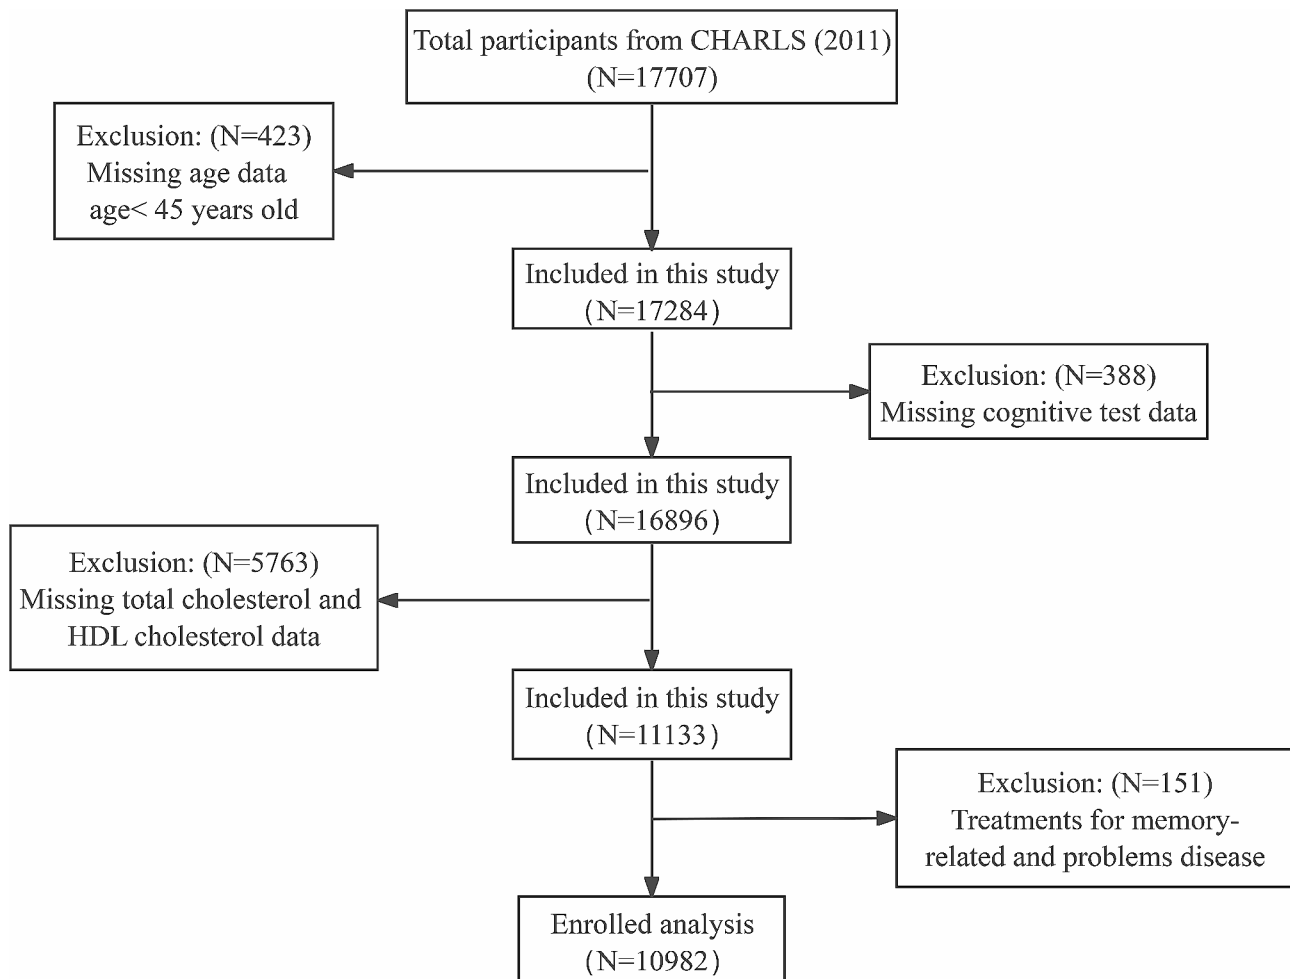 Total participants from CHARLS (2011)
(N=17707)
Exclusion: (N=423)
Missing age data
age< 45 years old
Included in this study
(N=17284)
Exclusion: (N=388)
Missing cognitive test data
Included in this study
(N=16896)
Exclusion: (N=5763)
Missing total cholesterol and
HDL cholesterol data
Included in this study
(N=11133)
Exclusion: (N=151)
Treatments for memory-
related and problems disease
Enrolled analysis
(N=10982)